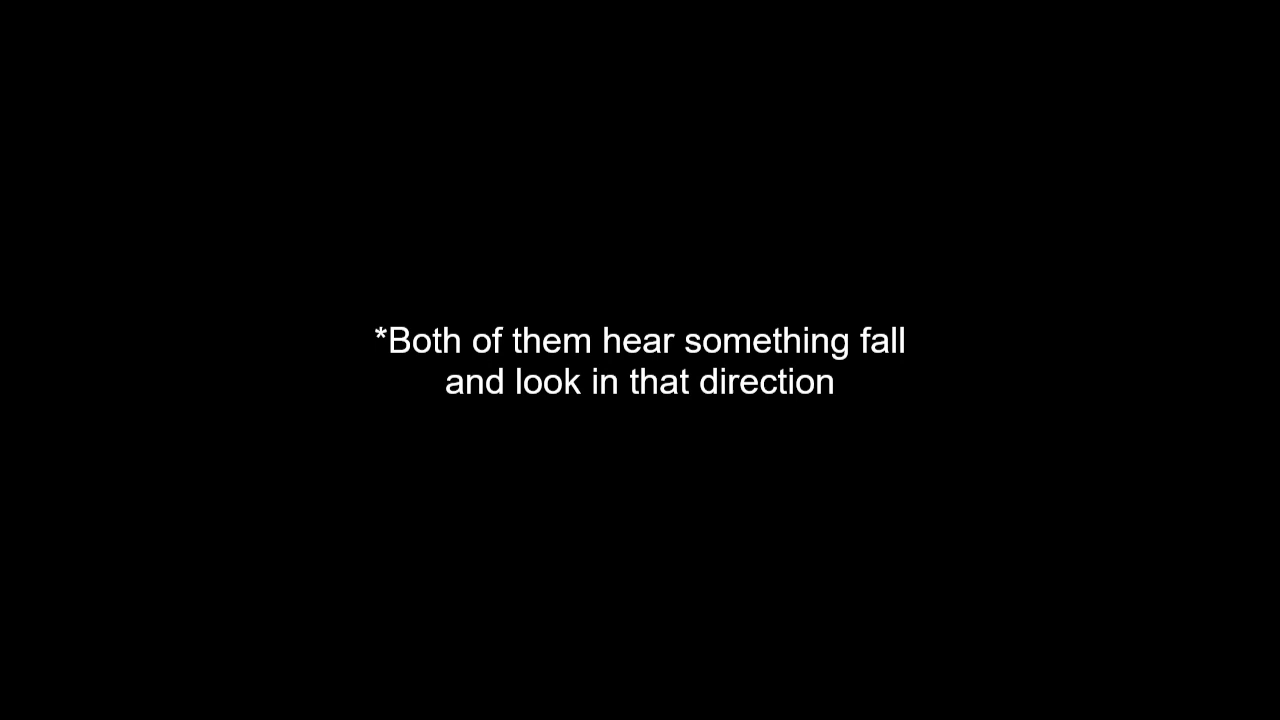 *Both of them hear something fall
and look in that direction